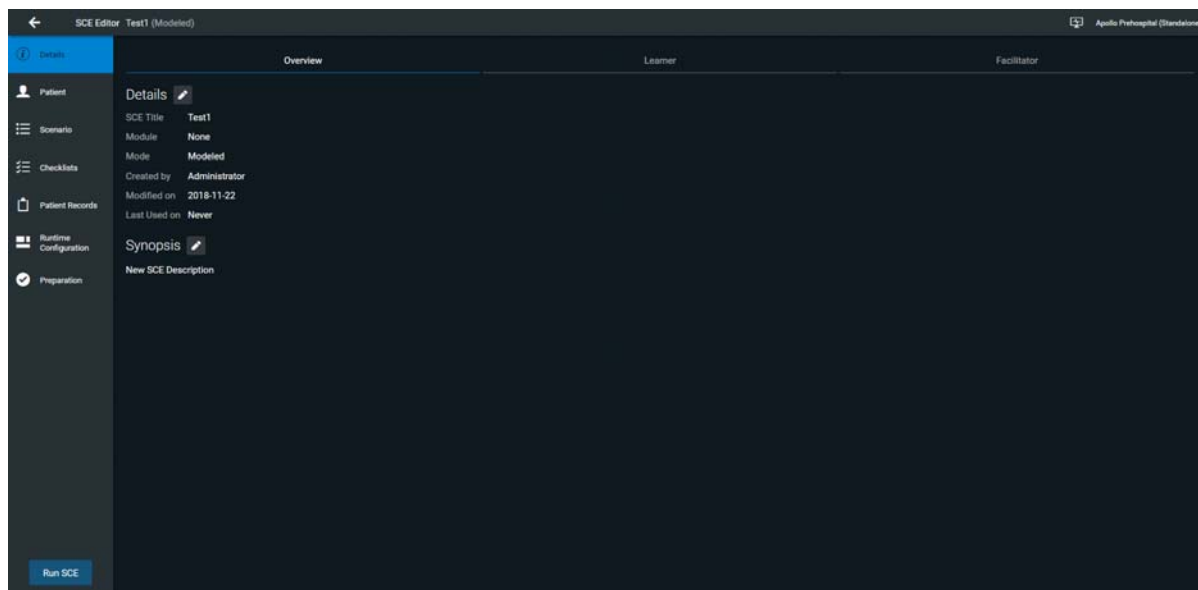 SCE Editor Test1 (Modeled)
Apollo Prehospital (Standalone
Details
Patient
Scenario
Checklists
Patient Records
Runtime
Configuration
Preparation
Run SCE
Overview
Learner
Facilitator
Details
SCE Title Test1
Module None
Mode Modeled
Created by Administrator
Modified on 2018-11-22
Last Used on Never
Synopsis
New SCE Description